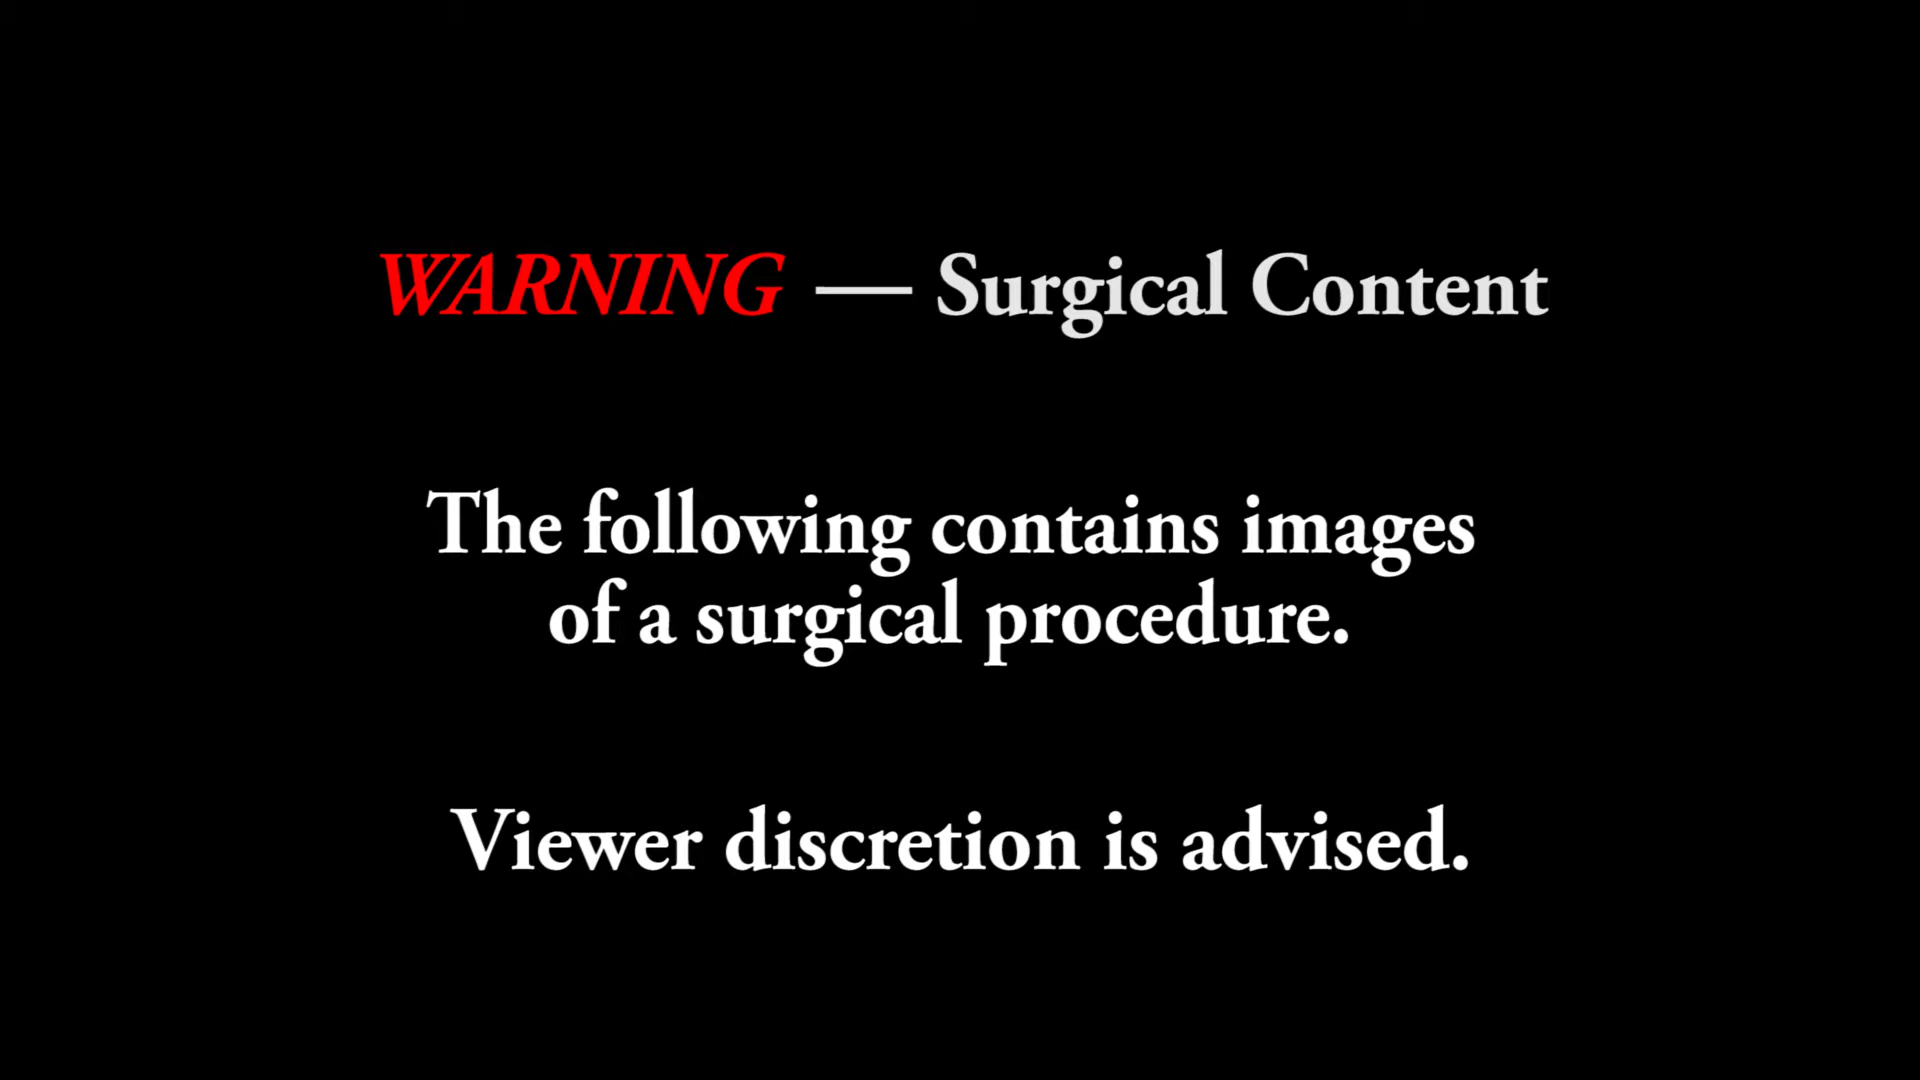 WARNING — Surgical Content
The following contains images
of a surgical procedure.
Viewer discretion is advised.